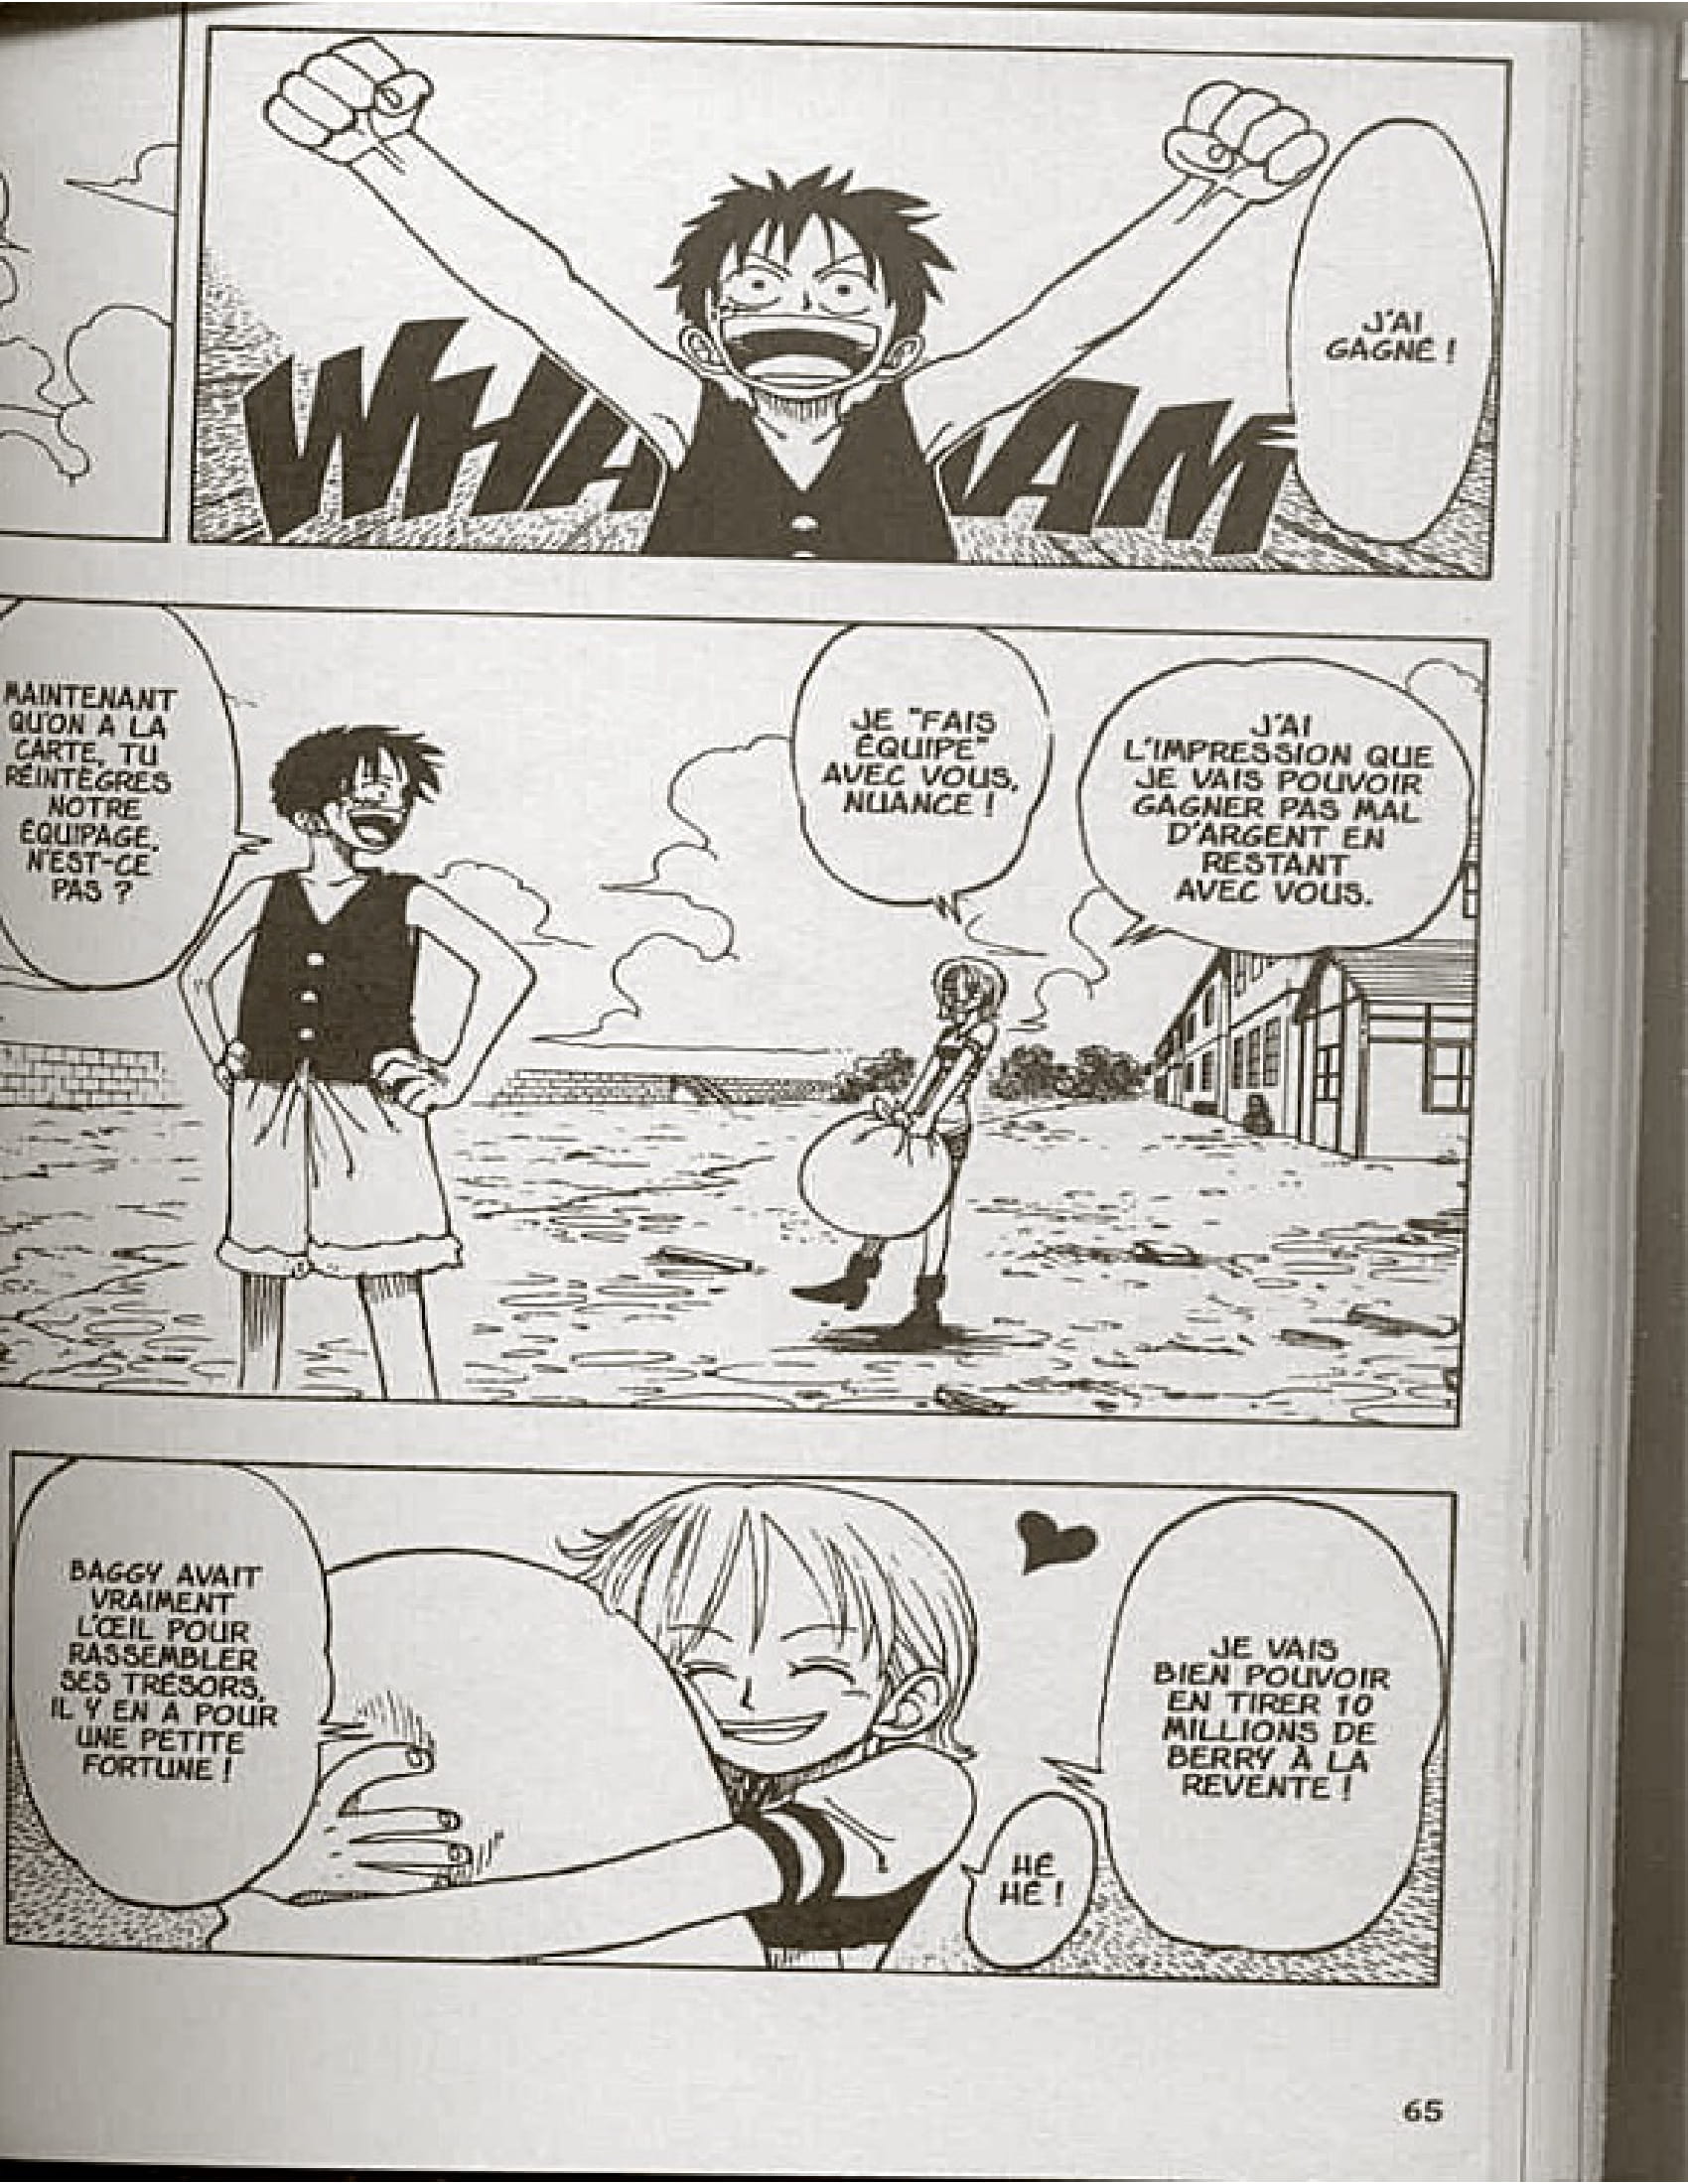 J'AI
GAGNÉ !
WHA AM
J'AI
L'IMPRESSION QUE
JE VAIS POUVOIR
GAGNER PAS MAL
D'ARGENT EN
RESTANT
AVEC VOUS.
JE "FAIS
ÉQUIPE"
AVEC VOUS,
NUANCE !
MAINTENANT
QU'ON A LA
CARTE, TU
RÉINTÈGRES
NOTRE
ÉQUIPAGE,
N'EST-CE
PAS ?
JE VAIS
BIEN POUVOIR
EN TIRER 10
MILLIONS DE
BERRY À LA
REVENTE !
HÉ
HÉ !
BAGGY AVAIT
VRAIMENT
L'ŒIL POUR
RASSEMBLER
SES TRÉSORS,
IL Y EN A POUR
UNE PETITE
FORTUNE !
65